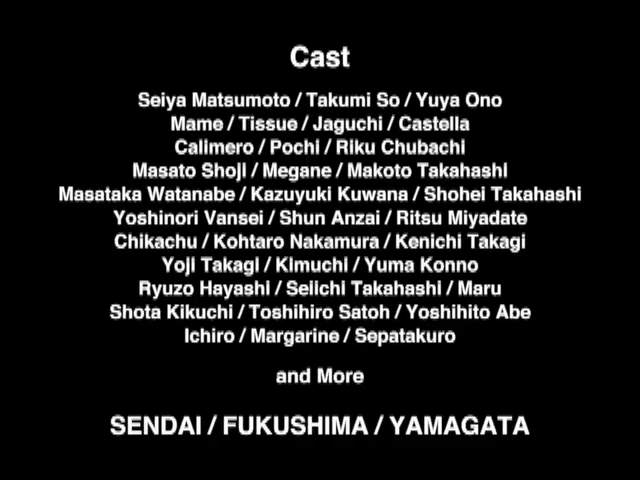 Cast
Seiya Matsumoto / Takumi So / Yuya Ono
Mame / Tissue / Jaguchi / Castella
Calimero / Pochi / Riku Chubachi
Masato Shoji / Megane / Makoto Takahashi
Masataka Watanabe / Kazuyuki Kuwana / Shohei Takahashi
Yoshinori Vansei / Shun Anzai / Ritsu Miyadate
Chikachu / Kohtaro Nakamura / Kenichi Takagi
Yoji Takagi / Kimuchi / Yuma Konno
Ryuzo Hayashi / Seiichi Takahashi / Maru
Shota Kikuchi / Toshihiro Satoh / Yoshihito Abe
Ichiro / Margarine / Sepatakuro
and More
SENDAI / FUKUSHIMA / YAMAGATA